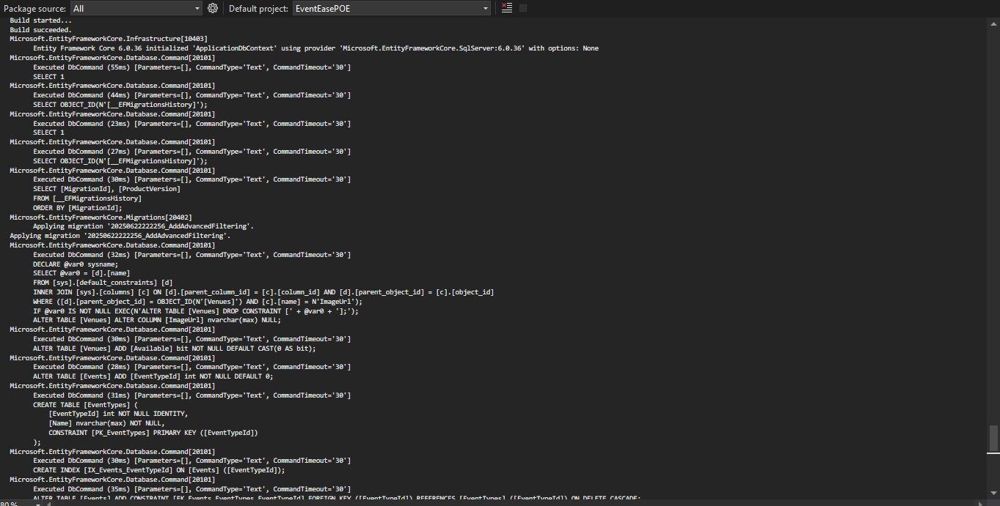 Package source: All Default project: EventEasePOE
Build started...
Build succeeded.
Microsoft.EntityFrameworkCore.Infrastructure[10403]
Entity Framework Core 6.0.36 initialized 'ApplicationDbContext' using provider 'Microsoft.EntityFrameworkCore.SqlServer:6.0.36' with options: None
Microsoft.EntityFrameworkCore.Database.Command[20101]
Executed DbCommand (55ms) [Parameters=[], CommandType='Text', CommandTimeout='30']
SELECT 1
Microsoft.EntityFrameworkCore.Database.Command[20101]
Executed DbCommand (44ms) [Parameters=[], CommandType='Text', CommandTimeout='30']
SELECT OBJECT_ID(N'[__EFMigrationsHistory]');
Microsoft.EntityFrameworkCore.Database.Command[20101]
Executed DbCommand (23ms) [Parameters=[], CommandType='Text', CommandTimeout='30']
SELECT 1
Microsoft.EntityFrameworkCore.Database.Command[20101]
Executed DbCommand (27ms) [Parameters=[], CommandType='Text', CommandTimeout='30']
SELECT OBJECT_ID(N'[__EFMigrationsHistory]');
Microsoft.EntityFrameworkCore.Database.Command[20101]
Executed DbCommand (30ms) [Parameters=[], CommandType='Text', CommandTimeout='30']
SELECT [MigrationId], [ProductVersion]
FROM [__EFMigrationsHistory]
ORDER BY [MigrationId];
Microsoft.EntityFrameworkCore.Migrations[20402]
Applying migration '20250622222256_AddAdvancedFiltering'.
Applying migration '20250622222256_AddAdvancedFiltering'.
Microsoft.EntityFrameworkCore.Database.Command[20101]
Executed DbCommand (32ms) [Parameters=[], CommandType='Text', CommandTimeout='30']
DECLARE @var0 sysname;
SELECT @var0 = [d].[name]
FROM [sys].[default_constraints] [d]
INNER JOIN [sys].[columns] [c] ON [d].[parent_column_id] = [c].[column_id] AND [d].[parent_object_id] = [c].[object_id]
WHERE ([d].[parent_object_id] = OBJECT_ID(N'[Venues]') AND [c].[name] = N'ImageUrl');
IF @var0 IS NOT NULL EXEC(N'ALTER TABLE [Venues] DROP CONSTRAINT [' + @var0 + '];');
ALTER TABLE [Venues] ALTER COLUMN [ImageUrl] nvarchar(max) NULL;
Microsoft.EntityFrameworkCore.Database.Command[20101]
Executed DbCommand (30ms) [Parameters=[], CommandType='Text', CommandTimeout='30']
ALTER TABLE [Venues] ADD [Available] bit NOT NULL DEFAULT CAST(0 AS bit);
Microsoft.EntityFrameworkCore.Database.Command[20101]
Executed DbCommand (28ms) [Parameters=[], CommandType='Text', CommandTimeout='30']
ALTER TABLE [Events] ADD [EventTypeId] int NOT NULL DEFAULT 0;
Microsoft.EntityFrameworkCore.Database.Command[20101]
Executed DbCommand (31ms) [Parameters=[], CommandType='Text', CommandTimeout='30']
CREATE TABLE [EventTypes] (
[EventTypeId] int NOT NULL IDENTITY,
[Name] nvarchar(max) NOT NULL,
CONSTRAINT [PK_EventTypes] PRIMARY KEY ([EventTypeId])
);
Microsoft.EntityFrameworkCore.Database.Command[20101]
Executed DbCommand (30ms) [Parameters=[], CommandType='Text', CommandTimeout='30']
CREATE INDEX [IX_Events_EventTypeId] ON [Events] ([EventTypeId]);
Microsoft.EntityFrameworkCore.Database.Command[20101]
Executed DbCommand (35ms) [Parameters=[], CommandType='Text', CommandTimeout='30']
ALTER TABLE [Events] ADD CONSTRAINT [FK_Events_EventTypes_EventTypeId] FOREIGN KEY ([EventTypeId]) REFERENCES [EventTypes] ([EventTypeId]) ON DELETE CASCADE;
80 %